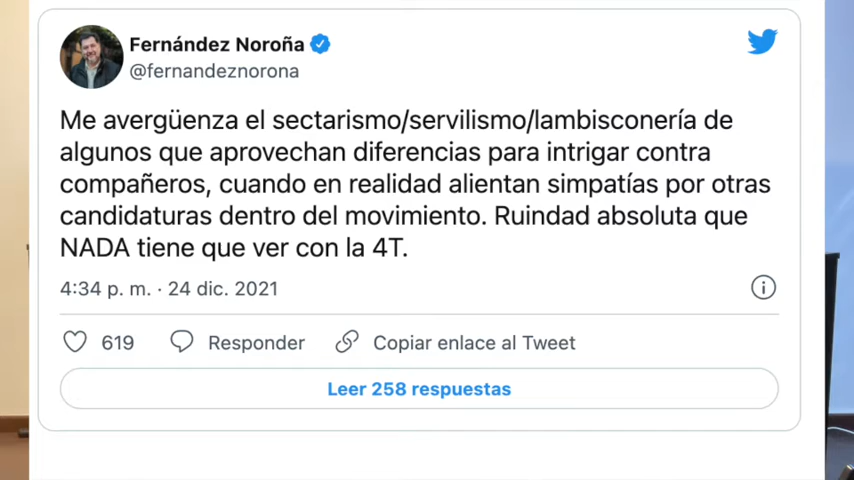 Fernández Noroña
@fernandeznorona
Me avergüenza el sectarismo/servilismo/lambisconería de
algunos que aprovechan diferencias para intrigar contra
compañeros, cuando en realidad alientan simpatías por otras
candidaturas dentro del movimiento. Ruindad absoluta que
NADA tiene que ver con la 4T.
4:34 p. m. · 24 dic. 2021
619 Responder Copiar enlace al Tweet
Leer 258 respuestas